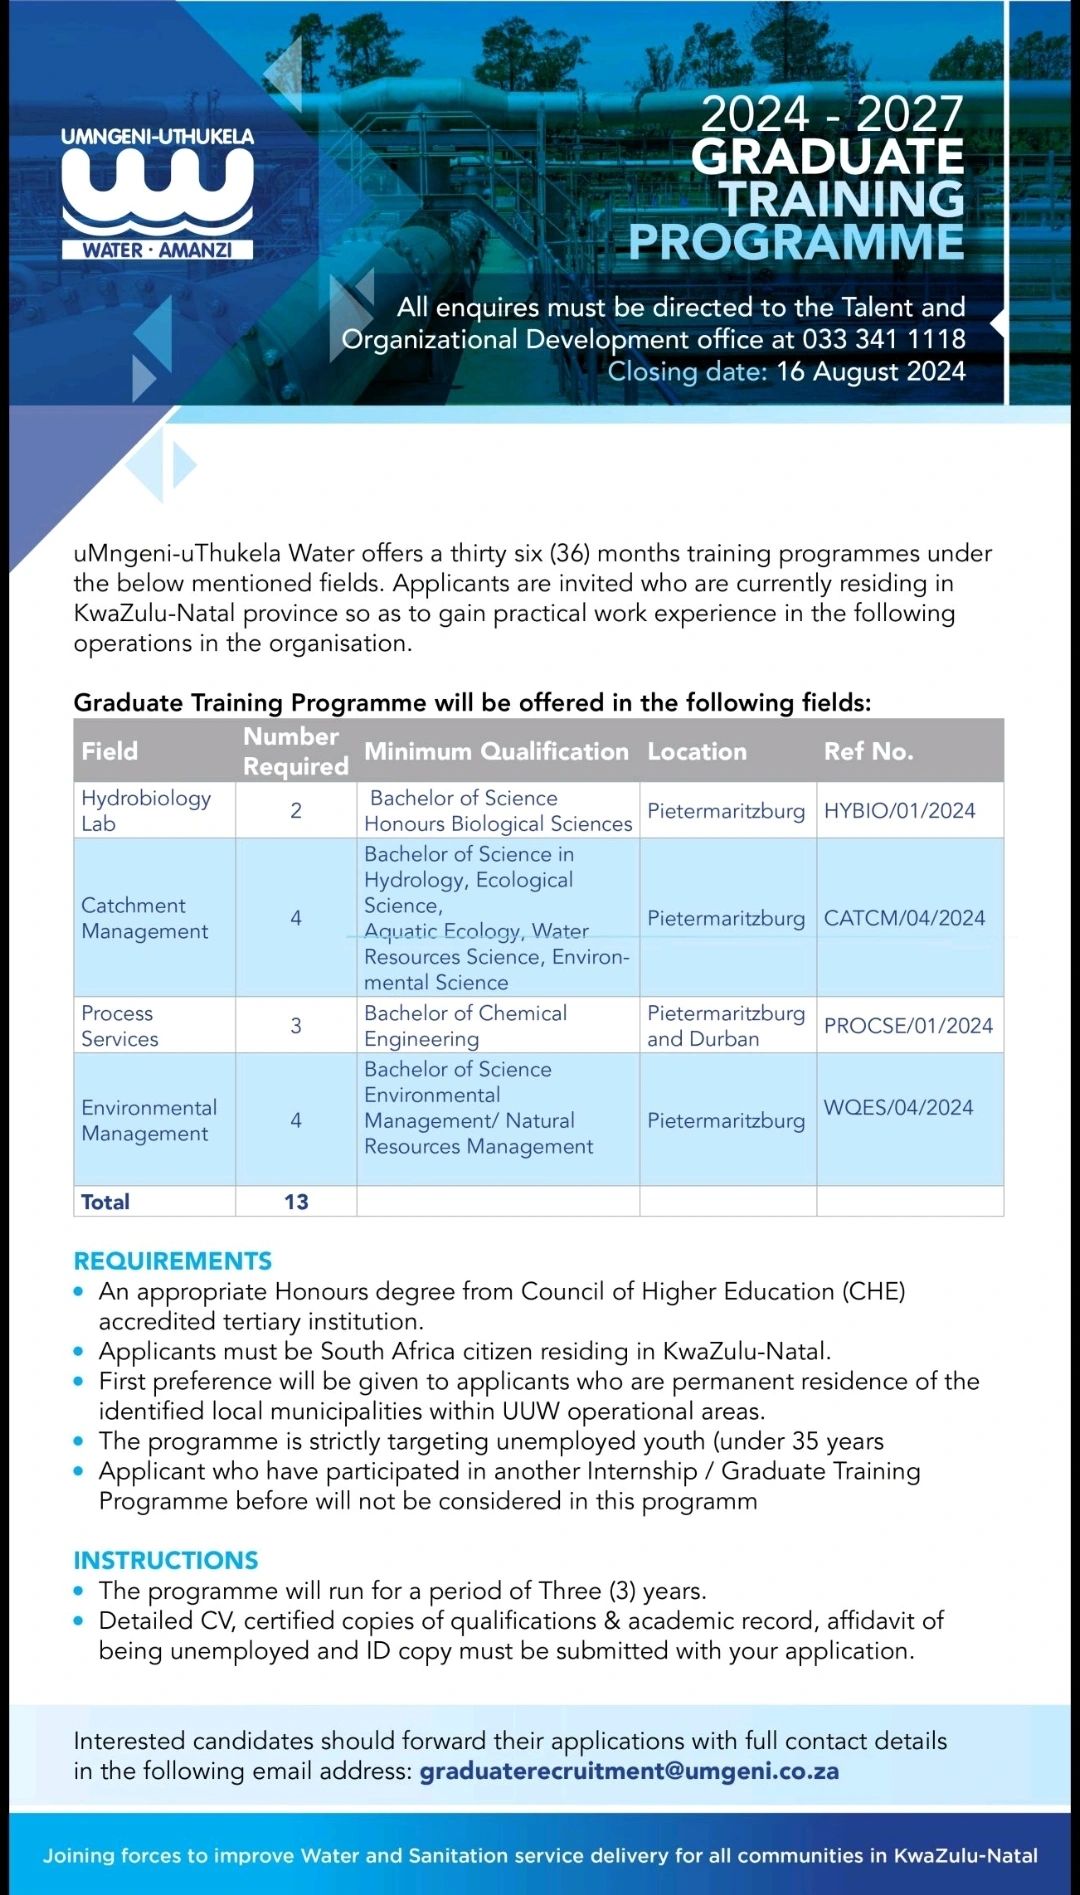 UMNGENI-UTHUKELA
WATER · AMANZI
2024 - 2027
GRADUATE
TRAINING
PROGRAMME
All enquires must be directed to the Talent and
Organizational Development office at 033 341 1118
Closing date: 16 August 2024
uMngeni-uThukela Water offers a thirty six (36) months training programmes under
the below mentioned fields. Applicants are invited who are currently residing in
KwaZulu-Natal province so as to gain practical work experience in the following
operations in the organisation.
Graduate Training Programme will be offered in the following fields:
Field
Number
Required
Minimum Qualification
Location
Ref No.
Hydrobiology
Lab
2
Bachelor of Science
Honours Biological Sciences
Pietermaritzburg
HYBIO/01/2024
Catchment
Management
4
Bachelor of Science in
Hydrology, Ecological
Science,
Aquatic Ecology, Water
Resources Science, Environ-
mental Science
Pietermaritzburg
CATCM/04/2024
Process
Services
3
Bachelor of Chemical
Engineering
Pietermaritzburg
and Durban
PROCSE/01/2024
Environmental
Management
4
Bachelor of Science
Environmental
Management/ Natural
Resources Management
Pietermaritzburg
WQES/04/2024
Total
13
REQUIREMENTS
• An appropriate Honours degree from Council of Higher Education (CHE)
accredited tertiary institution.
• Applicants must be South Africa citizen residing in KwaZulu-Natal.
• First preference will be given to applicants who are permanent residence of the
identified local municipalities within UUW operational areas.
• The programme is strictly targeting unemployed youth (under 35 years
• Applicant who have participated in another Internship / Graduate Training
Programme before will not be considered in this programm
INSTRUCTIONS
• The programme will run for a period of Three (3) years.
• Detailed CV, certified copies of qualifications & academic record, affidavit of
being unemployed and ID copy must be submitted with your application.
Interested candidates should forward their applications with full contact details
in the following email address: graduaterecruitment@umgeni.co.za
Joining forces to improve Water and Sanitation service delivery for all communities in KwaZulu-Natal